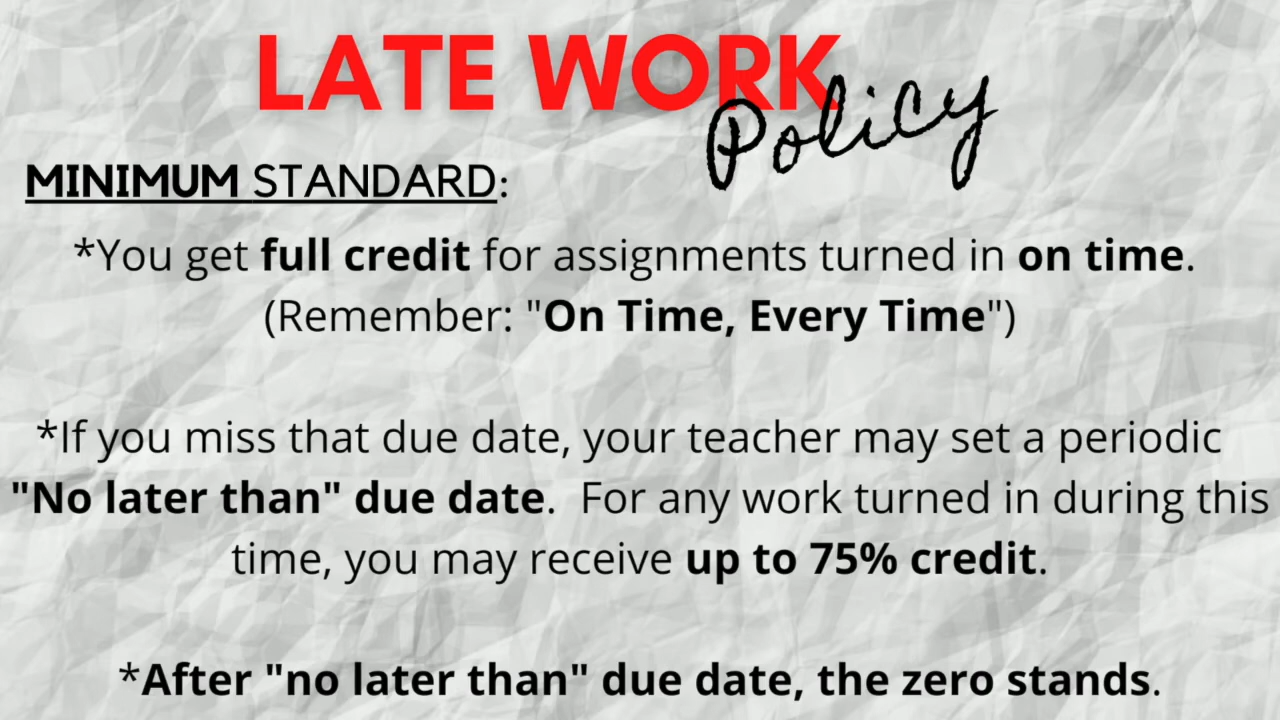 LATE WORK
Policy
MINIMUM STANDARD:
*You get full credit for assignments turned in on time.
(Remember: "On Time, Every Time")
*If you miss that due date, your teacher may set a periodic
"No later than" due date. For any work turned in during this
time, you may receive up to 75% credit.
*After "no later than" due date, the zero stands.